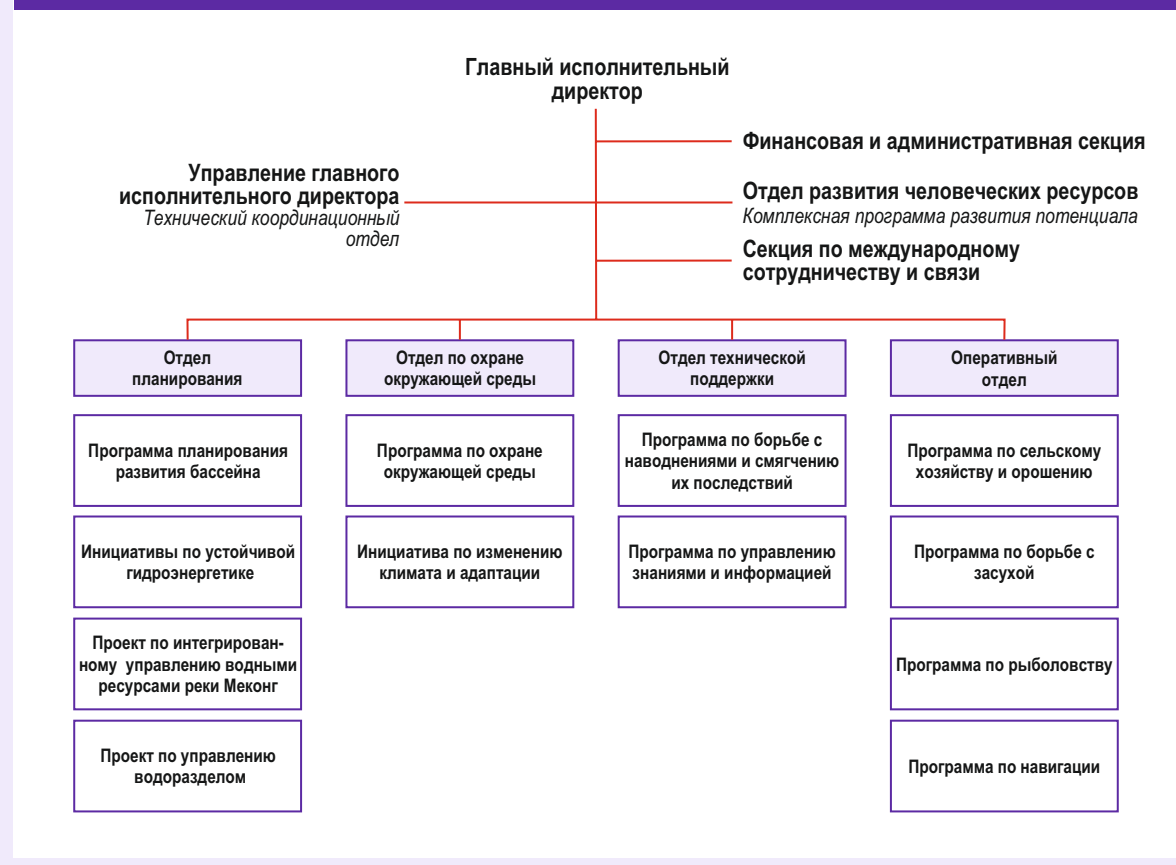 Главный исполнительный
директор
Финансовая и административная секция
Управление главного
исполнительного директора
Технический координационный
отдел
Отдел развития человеческих ресурсов
Комплексная программа развития потенциала
Секция по международному
сотрудничеству и связи
Отдел
планирования
Отдел по охране
окружающей среды
Отдел технической
поддержки
Оперативный
отдел
Программа планирования
развития бассейна
Программа по охране
окружающей среды
Программа по борьбе с
наводнениями и смягчению
их последствий
Программа по сельскому
хозяйству и орошению
Инициативы по устойчивой
гидроэнергетике
Инициатива по изменению
климата и адаптации
Программа по управлению
знаниями и информацией
Программа по борьбе с
засухой
Проект по интегрирован-
ному управлению водными
ресурсами реки Меконг
Программа по рыболовству
Проект по управлению
водоразделом
Программа по навигации